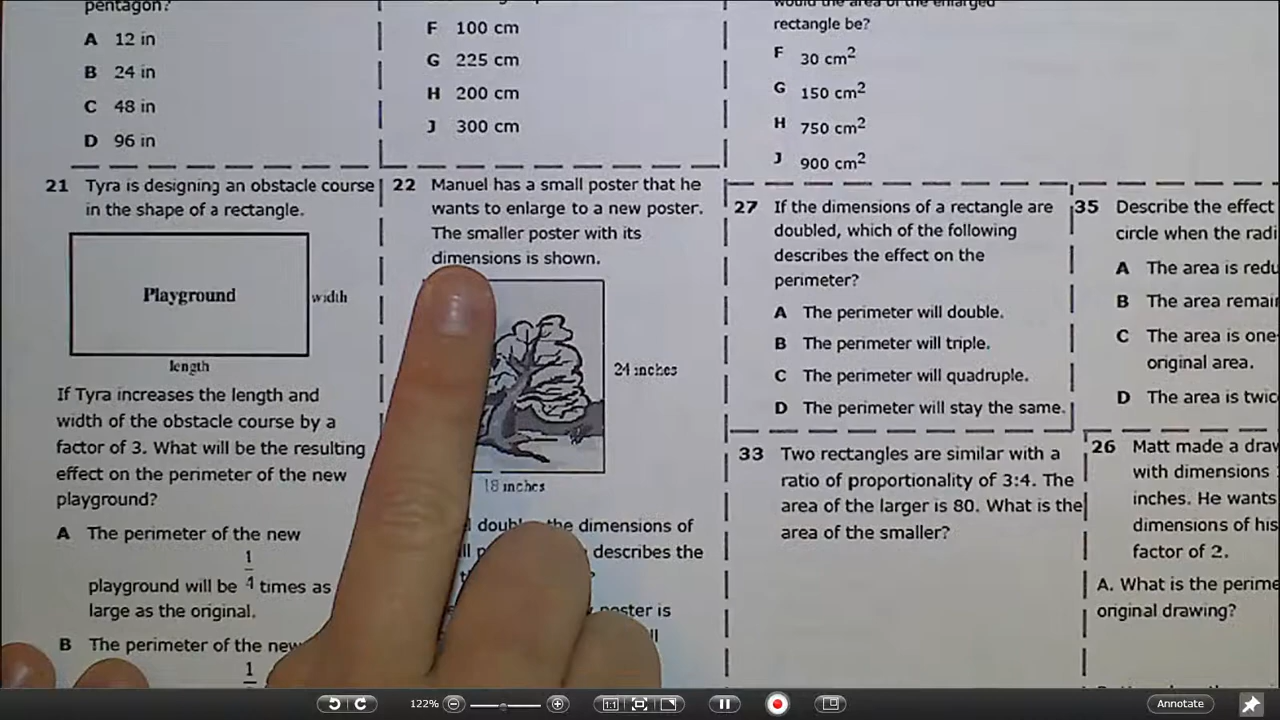 pentagon?
A 12 in
B 24 in
C 48 in
D 96 in
F 100 cm
G 225 cm
H 200 cm
J 300 cm
would the area of the enlarged
rectangle be?
F 30 cm²
G 150 cm²
H 750 cm²
J 900 cm²
21 Tyra is designing an obstacle course
in the shape of a rectangle.
Playground
width
length
If Tyra increases the length and
width of the obstacle course by a
factor of 3. What will be the resulting
effect on the perimeter of the new
playground?
A The perimeter of the new
playground will be 1/4 times as
large as the original.
B The perimeter of the new
1
22 Manuel has a small poster that he
wants to enlarge to a new poster.
The smaller poster with its
dimensions is shown.
24 inches
18 inches
the dimensions of
describes the
poster is
27 If the dimensions of a rectangle are
doubled, which of the following
describes the effect on the
perimeter?
A The perimeter will double.
B The perimeter will triple.
C The perimeter will quadruple.
D The perimeter will stay the same.
33 Two rectangles are similar with a
ratio of proportionality of 3:4. The
area of the larger is 80. What is the
area of the smaller?
35 Describe the effect
circle when the radi
A The area is redu
B The area remai
C The area is one
original area.
D The area is twic
26 Matt made a draw
with dimensions
inches. He wants
dimensions of his
factor of 2.
A. What is the perime
original drawing?
122%
1:1
Annotate